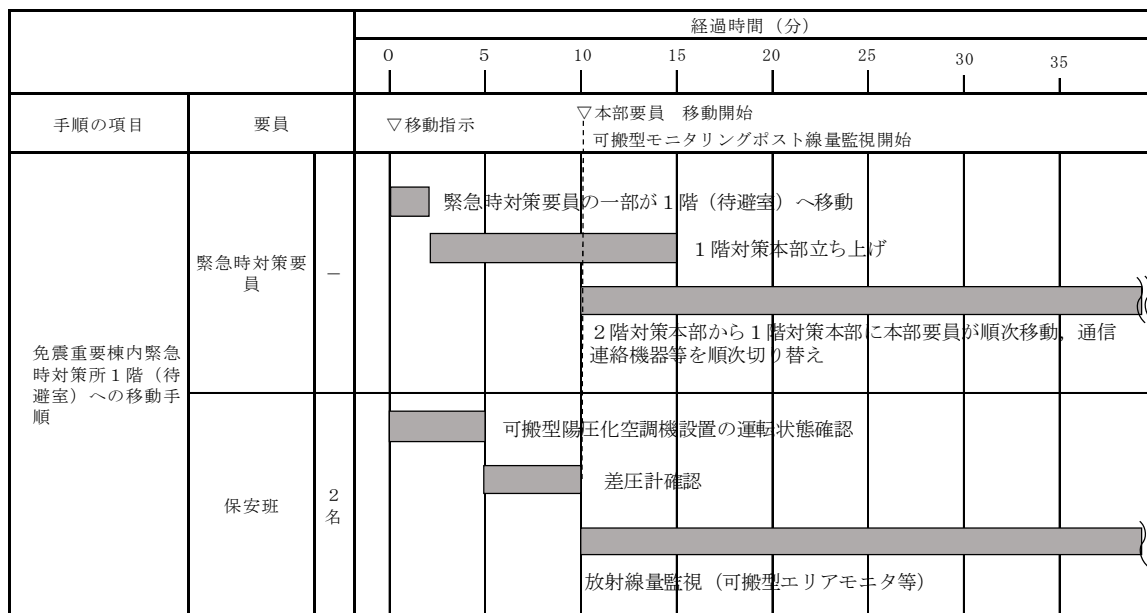 経過時間（分）
0 5 10 15 20 25 30 35
手順の項目 要員 ▽移動指示 ▽本部要員　移動開始
可搬型モニタリングポスト線量監視開始
緊急時対策要員の一部が１階（待避室）へ移動
１階対策本部立ち上げ
緊急時対策要
員
－
２階対策本部から１階対策本部に本部要員が順次移動，通信
連絡機器等を順次切り替え
免震重要棟内緊急
時対策所１階（待
避室）への移動手
順
可搬型陽圧化空調機設置の運転状態確認
差圧計確認
保安班
２
名
放射線量監視（可搬型エリアモニタ等）